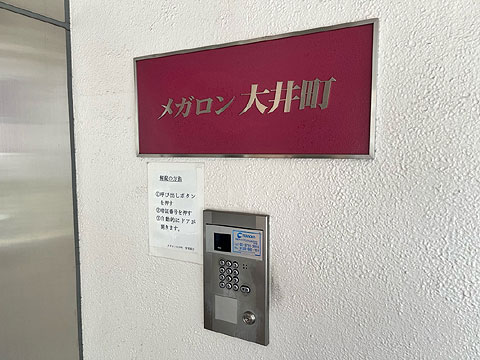 メガロン大井町
解錠の方法
①呼び出しボタン
を押す
②暗証番号を押す
③自動的にドアが
開きます。